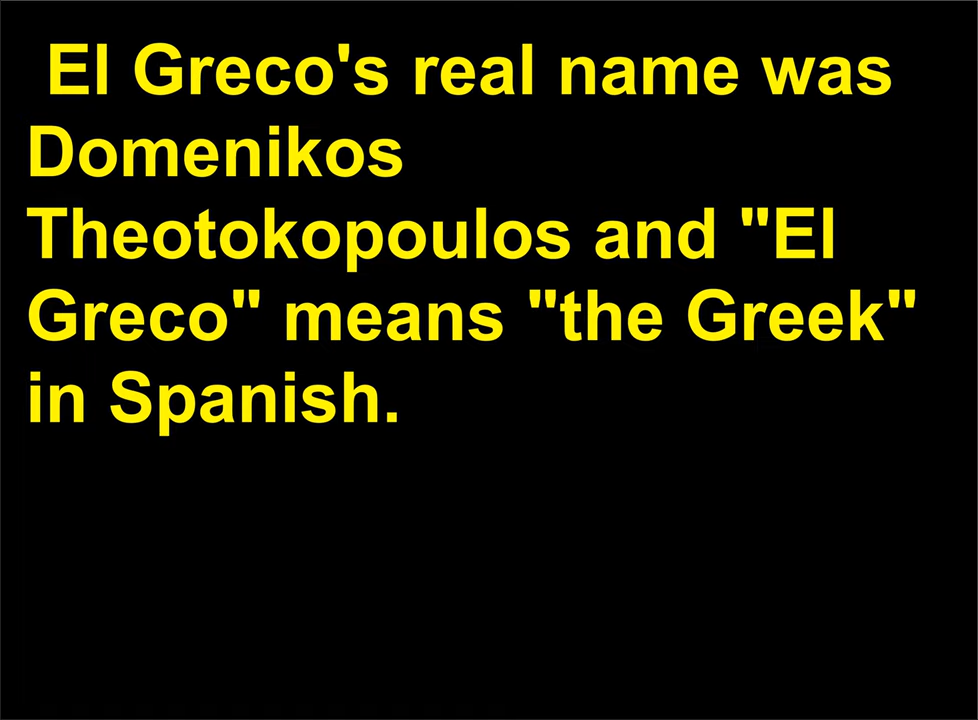 El Greco's real name was
Domenikos
Theotokopoulos and "El
Greco" means "the Greek"
in Spanish.